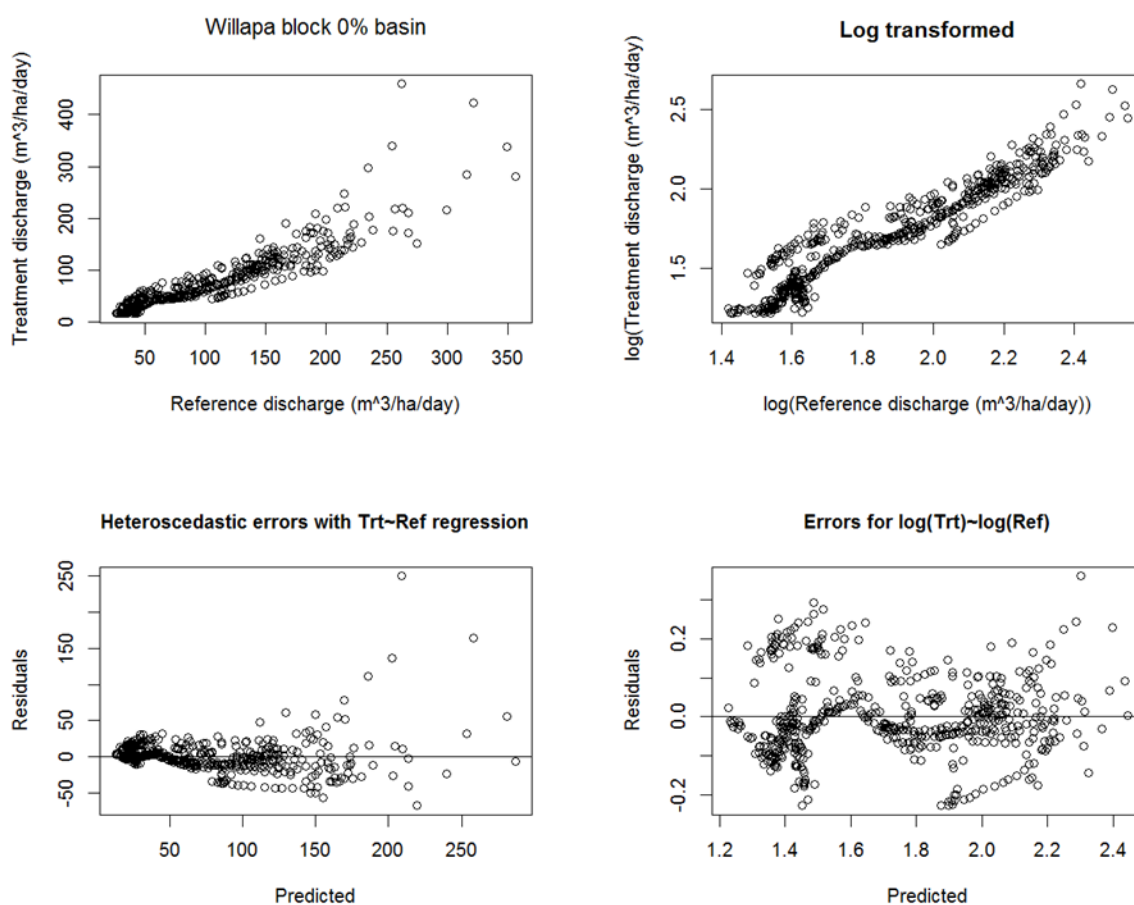 Willapa block 0% basin
Treatment discharge (m^3/ha/day)
400
300
200
100
0
50 100 150 200 250 300 350
Reference discharge (m^3/ha/day)
Log transformed
log(Treatment discharge (m^3/ha/day)
2.5
2.0
1.5
1.4 1.6 1.8 2.0 2.2 2.4
log(Reference discharge (m^3/ha/day))
Heteroscedastic errors with Trt~Ref regression
Residuals
250
150
50
0
-50
50 100 150 200 250
Predicted
Errors for log(Trt)~log(Ref)
Residuals
0.2
0.0
-0.2
1.2 1.4 1.6 1.8 2.0 2.2 2.4
Predicted